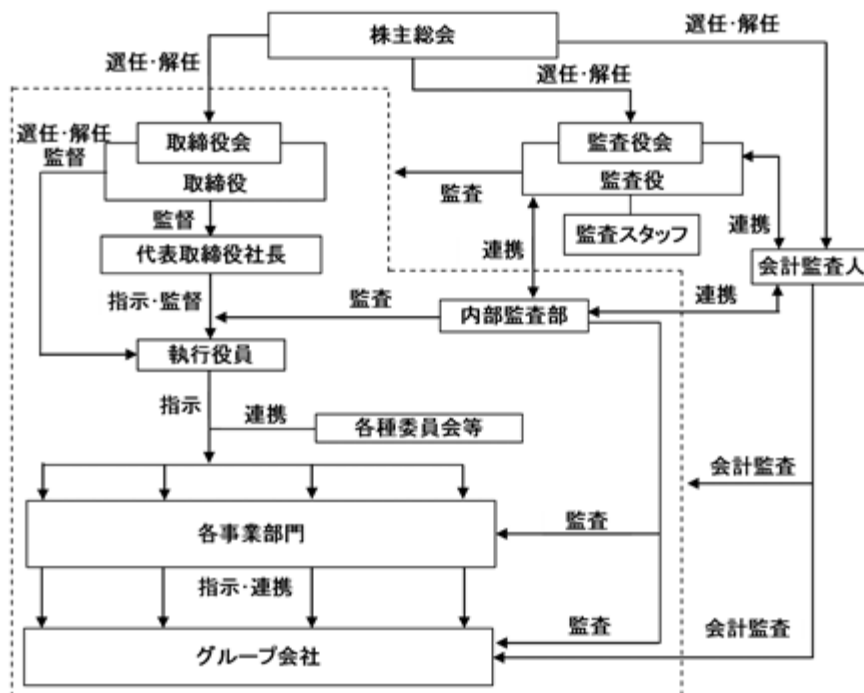 株主総会
選任・解任
選任・解任
選任・解任
選任・解任
監督
取締役会
取締役
監査役会
監査役
監査
監査スタッフ
連携
会計監査人
監督
連携
代表取締役社長
指示・監督
監査
内部監査部
連携
執行役員
指示
連携
各種委員会等
会計監査
各事業部門
監査
指示・連携
監査
会計監査
グループ会社